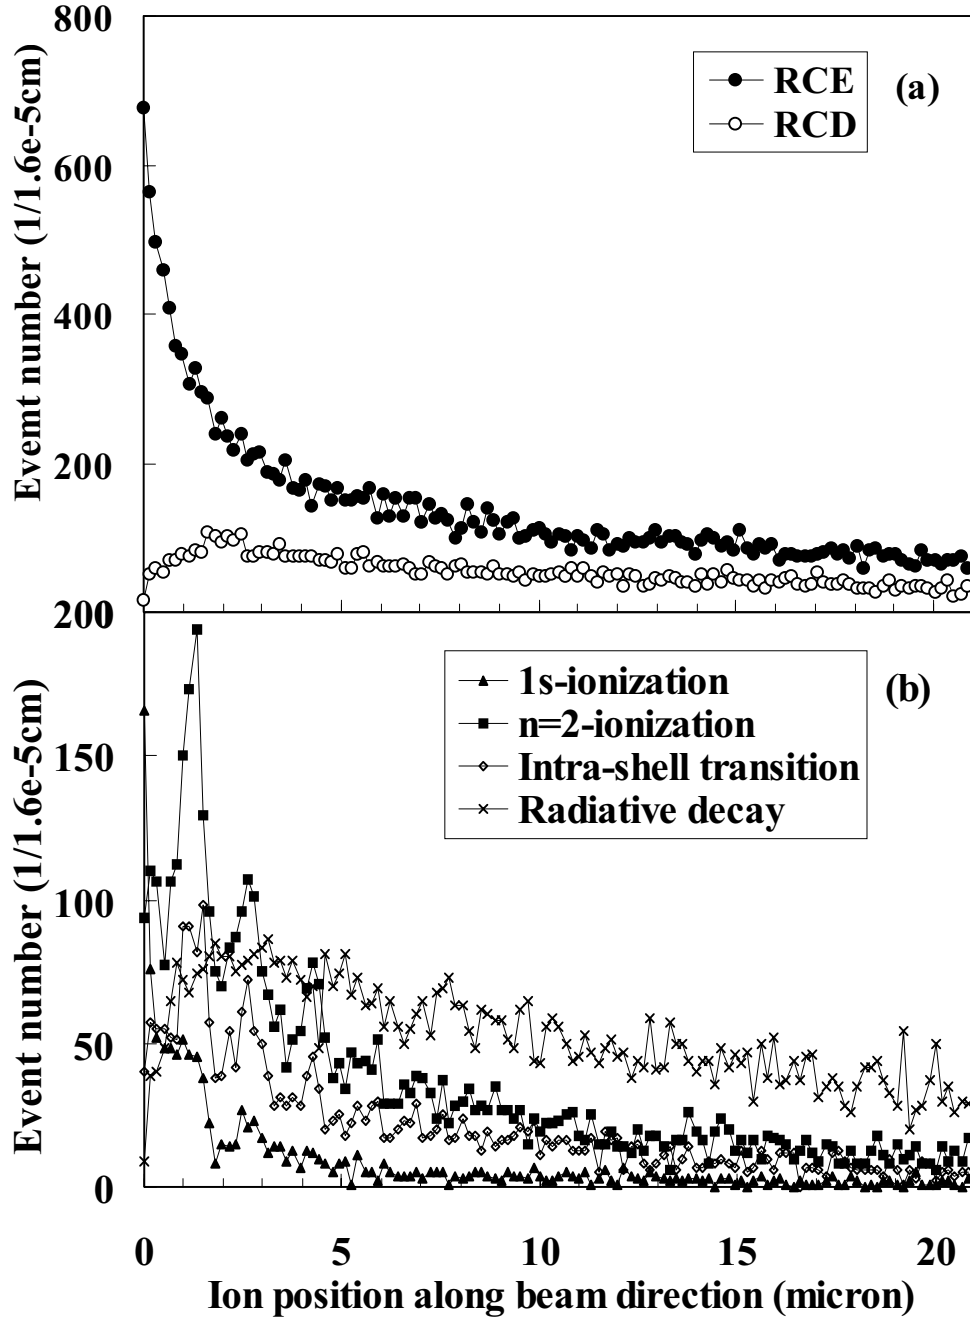 800
600
400
200
Evemt number (1/1.6e-5cm)
RCE
RCD
(a)
200
150
100
50
0
Event number (1/1.6e-5cm)
1s-ionization
n=2-ionization
Intra-shell transition
Radiative decay
(b)
0 5 10 15 20
Ion position along beam direction (micron)